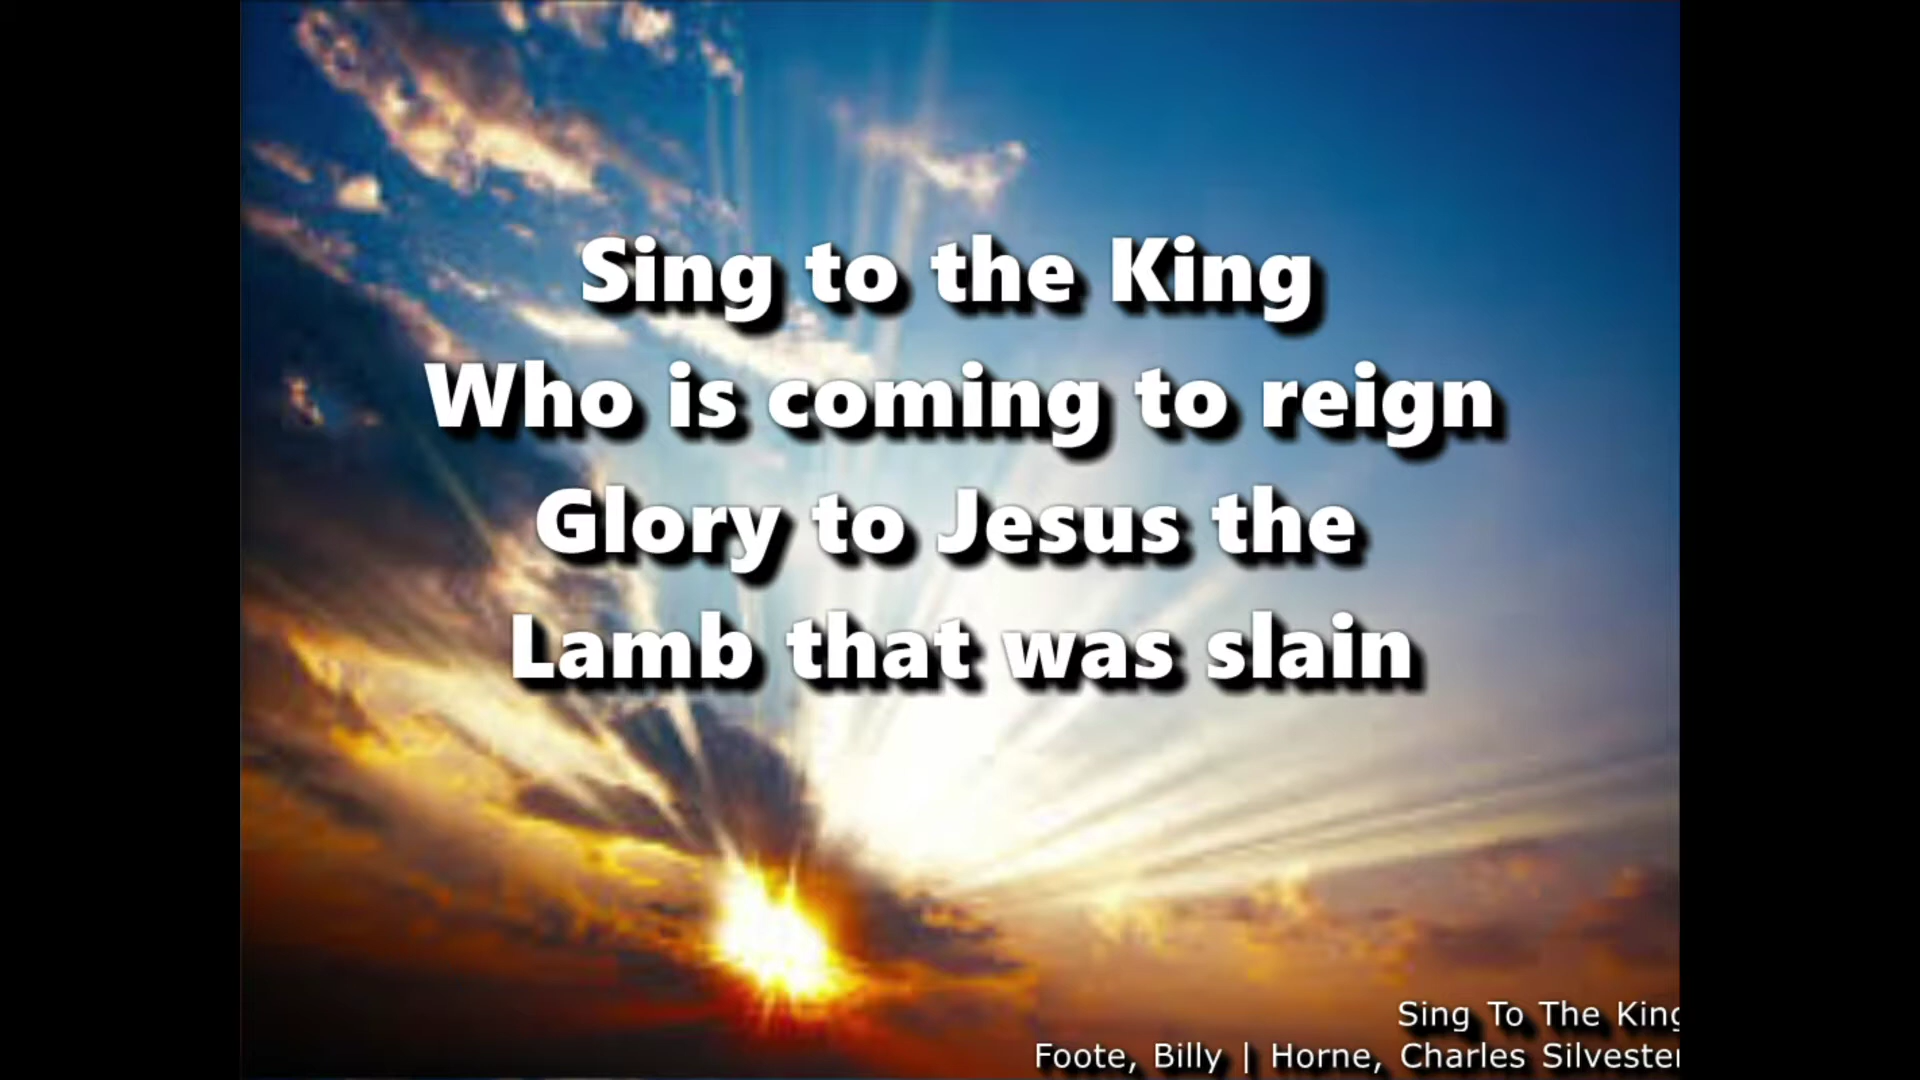 Sing to the King
Who is coming to reign
Glory to Jesus the
Lamb that was slain
Sing To The King
Foote, Billy | Horne, Charles Silvester